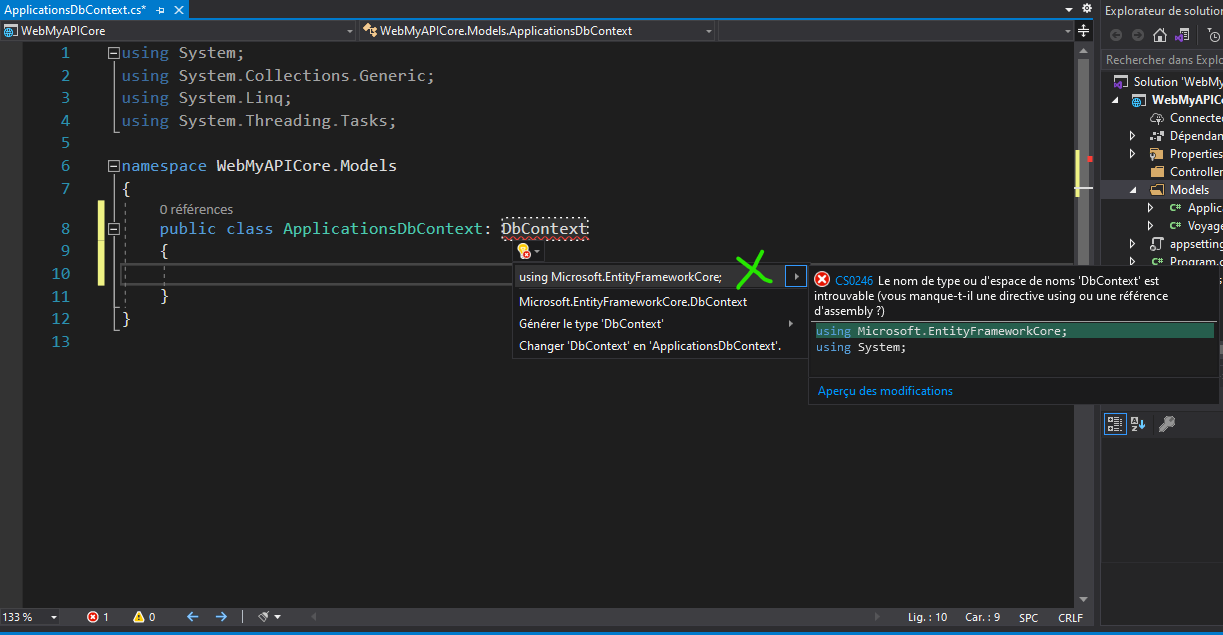 ApplicationsDbContext.cs*
Explorateur de solution
WebMyAPICore
WebMyAPICore.Models.ApplicationsDbContext
Rechercher dans Explo
1 using System;
2 using System.Collections.Generic;
3 using System.Linq;
4 using System.Threading.Tasks;
5
6 namespace WebMyAPICore.Models
7 {
0 références
8 public class ApplicationsDbContext: DbContext
9 {
10
11 }
12 }
13
using Microsoft.EntityFrameworkCore;
Microsoft.EntityFrameworkCore.DbContext
Générer le type 'DbContext'
Changer 'DbContext' en 'ApplicationsDbContext'.
CS0246 Le nom de type ou d'espace de noms 'DbContext' est
introuvable (vous manque-t-il une directive using ou une référence
d'assembly ?)
using Microsoft.EntityFrameworkCore;
using System;
Aperçu des modifications
Solution 'WebMy
WebMyAPICo
Connecte
Dépendan
Properties
Controller
Models
C# Applic
C# Voyage
appsetting
C# Program.c
133 %
1
0
Lig. : 10
Car. : 9
SPC
CRLF